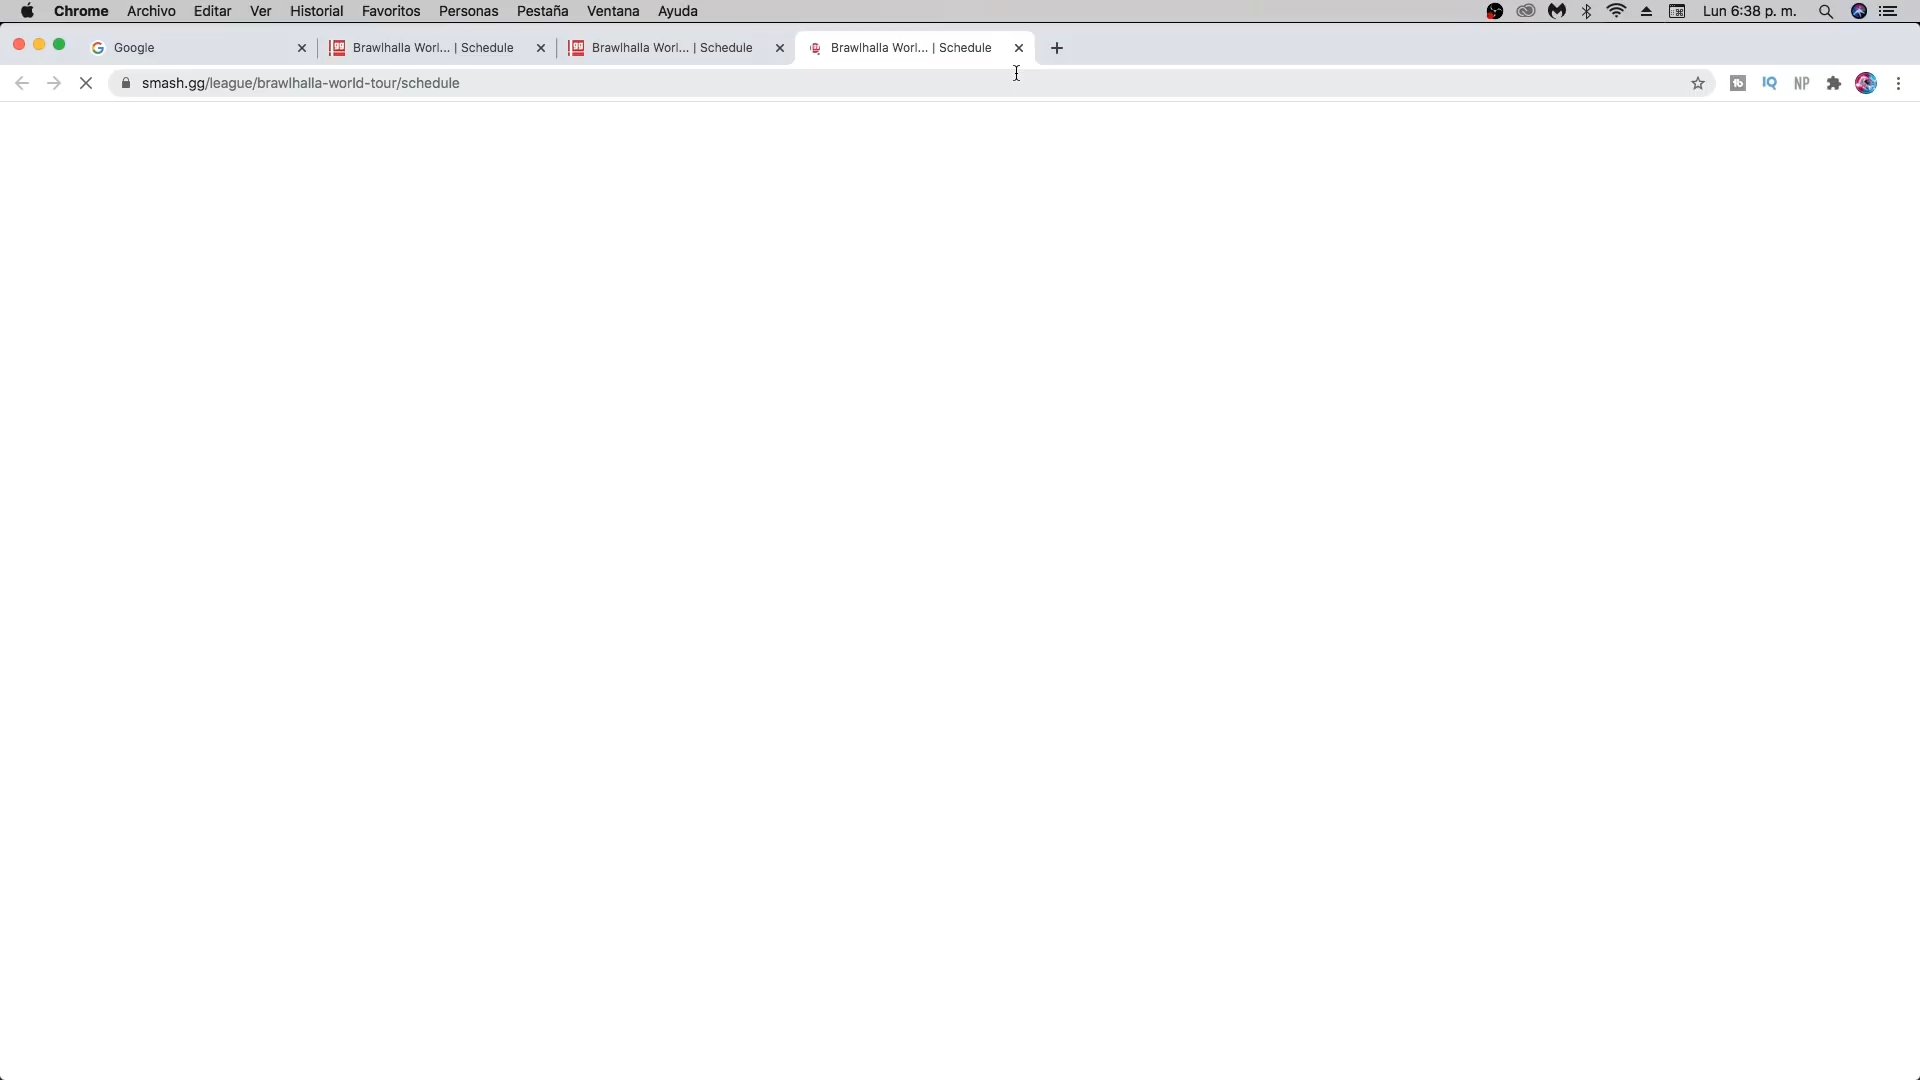 Chrome Archivo Editar Ver Historial Favoritos Personas Pestaña Ventana Ayuda Lun 6:38 p. m.
Google Brawlhalla Worl... | Schedule Brawlhalla Worl... | Schedule Brawlhalla Worl... | Schedule
smash.gg/league/brawlhalla-world-tour/schedule IQ NP